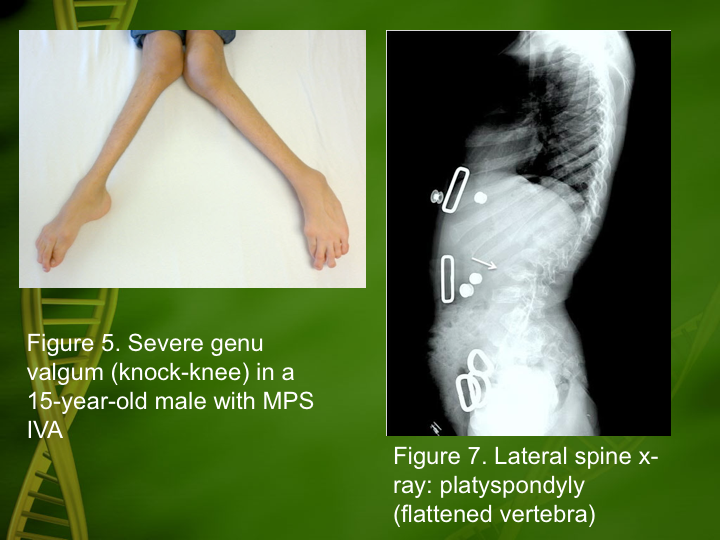 Figure 5. Severe genu
valgum (knock-knee) in a
15-year-old male with MPS
IVA
Figure 7. Lateral spine x-
ray: platyspondyly
(flattened vertebra)